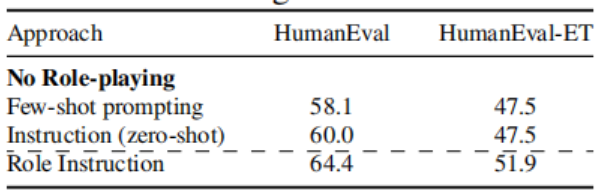 Approach HumanEval HumanEval-ET
No Role-playing
Few-shot prompting 58.1 47.5
Instruction (zero-shot) 60.0 47.5
Role Instruction 64.4 51.9